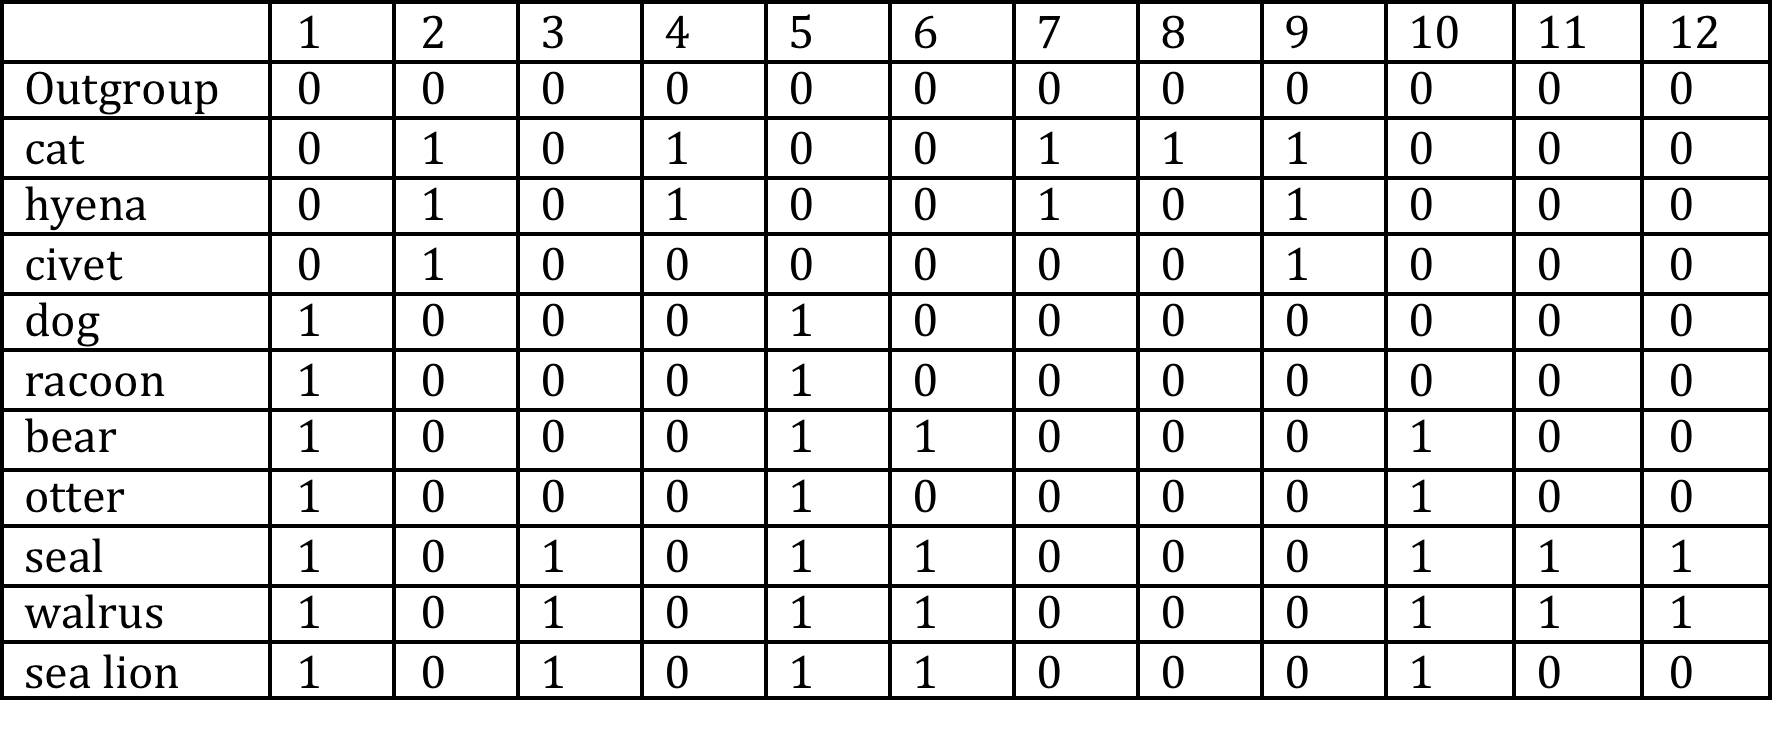 1 2 3 4 5 6 7 8 9 10 11 12
Outgroup 0 0 0 0 0 0 0 0 0 0 0 0
cat 0 1 0 1 0 0 1 1 1 0 0 0
hyena 0 1 0 1 0 0 1 0 1 0 0 0
civet 0 1 0 0 0 0 0 0 1 0 0 0
dog 1 0 0 0 1 0 0 0 0 0 0 0
racoon 1 0 0 0 1 0 0 0 0 0 0 0
bear 1 0 0 0 1 1 0 0 0 1 0 0
otter 1 0 0 0 1 0 0 0 0 1 0 0
seal 1 0 1 0 1 1 0 0 0 1 1 1
walrus 1 0 1 0 1 1 0 0 0 1 1 1
sea lion 1 0 1 0 1 1 0 0 0 1 0 0